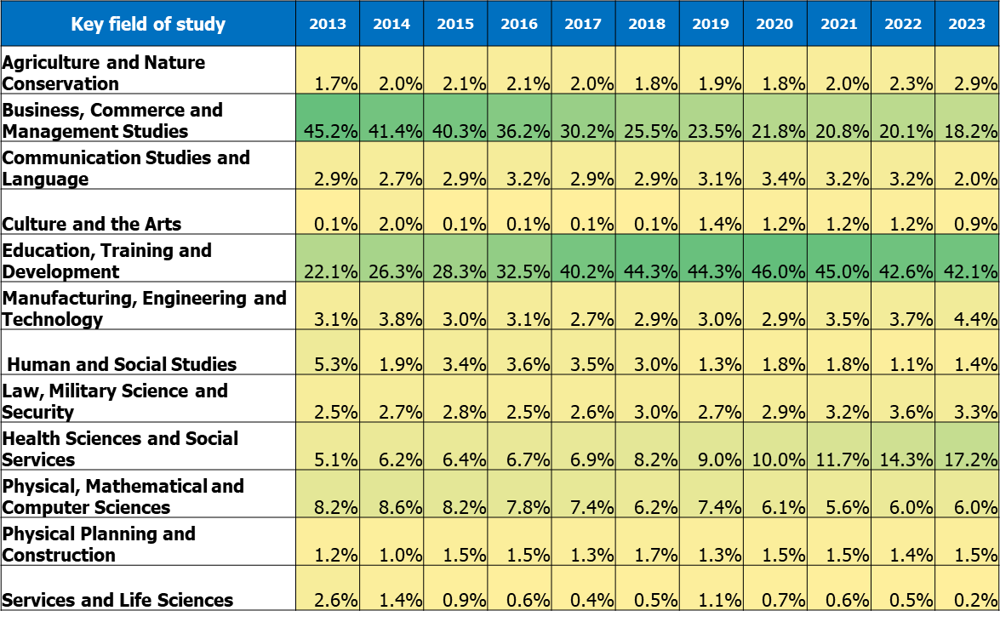 Key field of study 2013 2014 2015 2016 2017 2018 2019 2020 2021 2022 2023
Agriculture and Nature
Conservation 1.7% 2.0% 2.1% 2.1% 2.0% 1.8% 1.9% 1.8% 2.0% 2.3% 2.9%
Business, Commerce and
Management Studies 45.2% 41.4% 40.3% 36.2% 30.2% 25.5% 23.5% 21.8% 20.8% 20.1% 18.2%
Communication Studies and
Language 2.9% 2.7% 2.9% 3.2% 2.9% 2.9% 3.1% 3.4% 3.2% 3.2% 2.0%
Culture and the Arts 0.1% 2.0% 0.1% 0.1% 0.1% 0.1% 1.4% 1.2% 1.2% 1.2% 0.9%
Education, Training and
Development 22.1% 26.3% 28.3% 32.5% 40.2% 44.3% 44.3% 46.0% 45.0% 42.6% 42.1%
Manufacturing, Engineering and
Technology 3.1% 3.8% 3.0% 3.1% 2.7% 2.9% 3.0% 2.9% 3.5% 3.7% 4.4%
Human and Social Studies 5.3% 1.9% 3.4% 3.6% 3.5% 3.0% 1.3% 1.8% 1.8% 1.1% 1.4%
Law, Military Science and
Security 2.5% 2.7% 2.8% 2.5% 2.6% 3.0% 2.7% 2.9% 3.2% 3.6% 3.3%
Health Sciences and Social
Services 5.1% 6.2% 6.4% 6.7% 6.9% 8.2% 9.0% 10.0% 11.7% 14.3% 17.2%
Physical, Mathematical and
Computer Sciences 8.2% 8.6% 8.2% 7.8% 7.4% 6.2% 7.4% 6.1% 5.6% 6.0% 6.0%
Physical Planning and
Construction 1.2% 1.0% 1.5% 1.5% 1.3% 1.7% 1.3% 1.5% 1.5% 1.4% 1.5%
Services and Life Sciences 2.6% 1.4% 0.9% 0.6% 0.4% 0.5% 1.1% 0.7% 0.6% 0.5% 0.2%